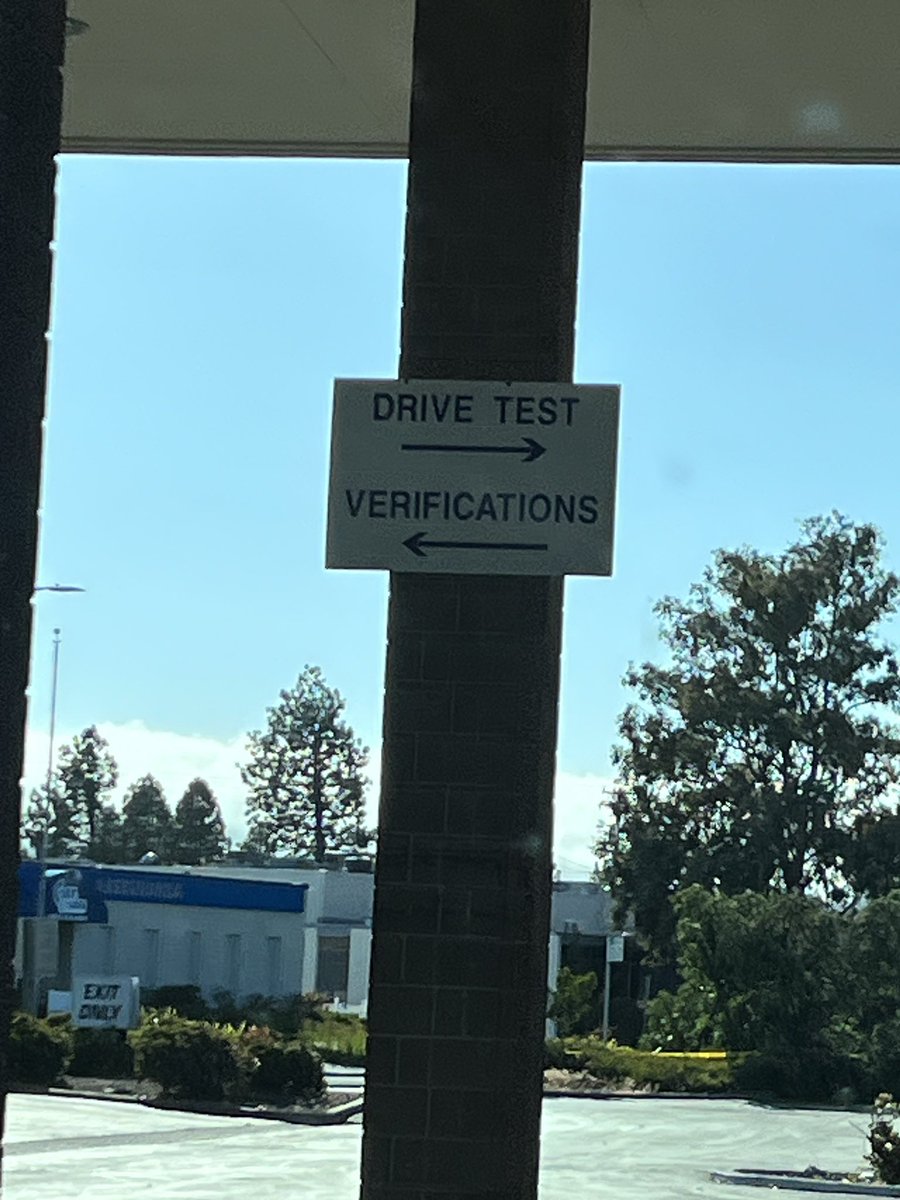 DRIVE TEST
→
VERIFICATIONS
←
EXIT
ONLY